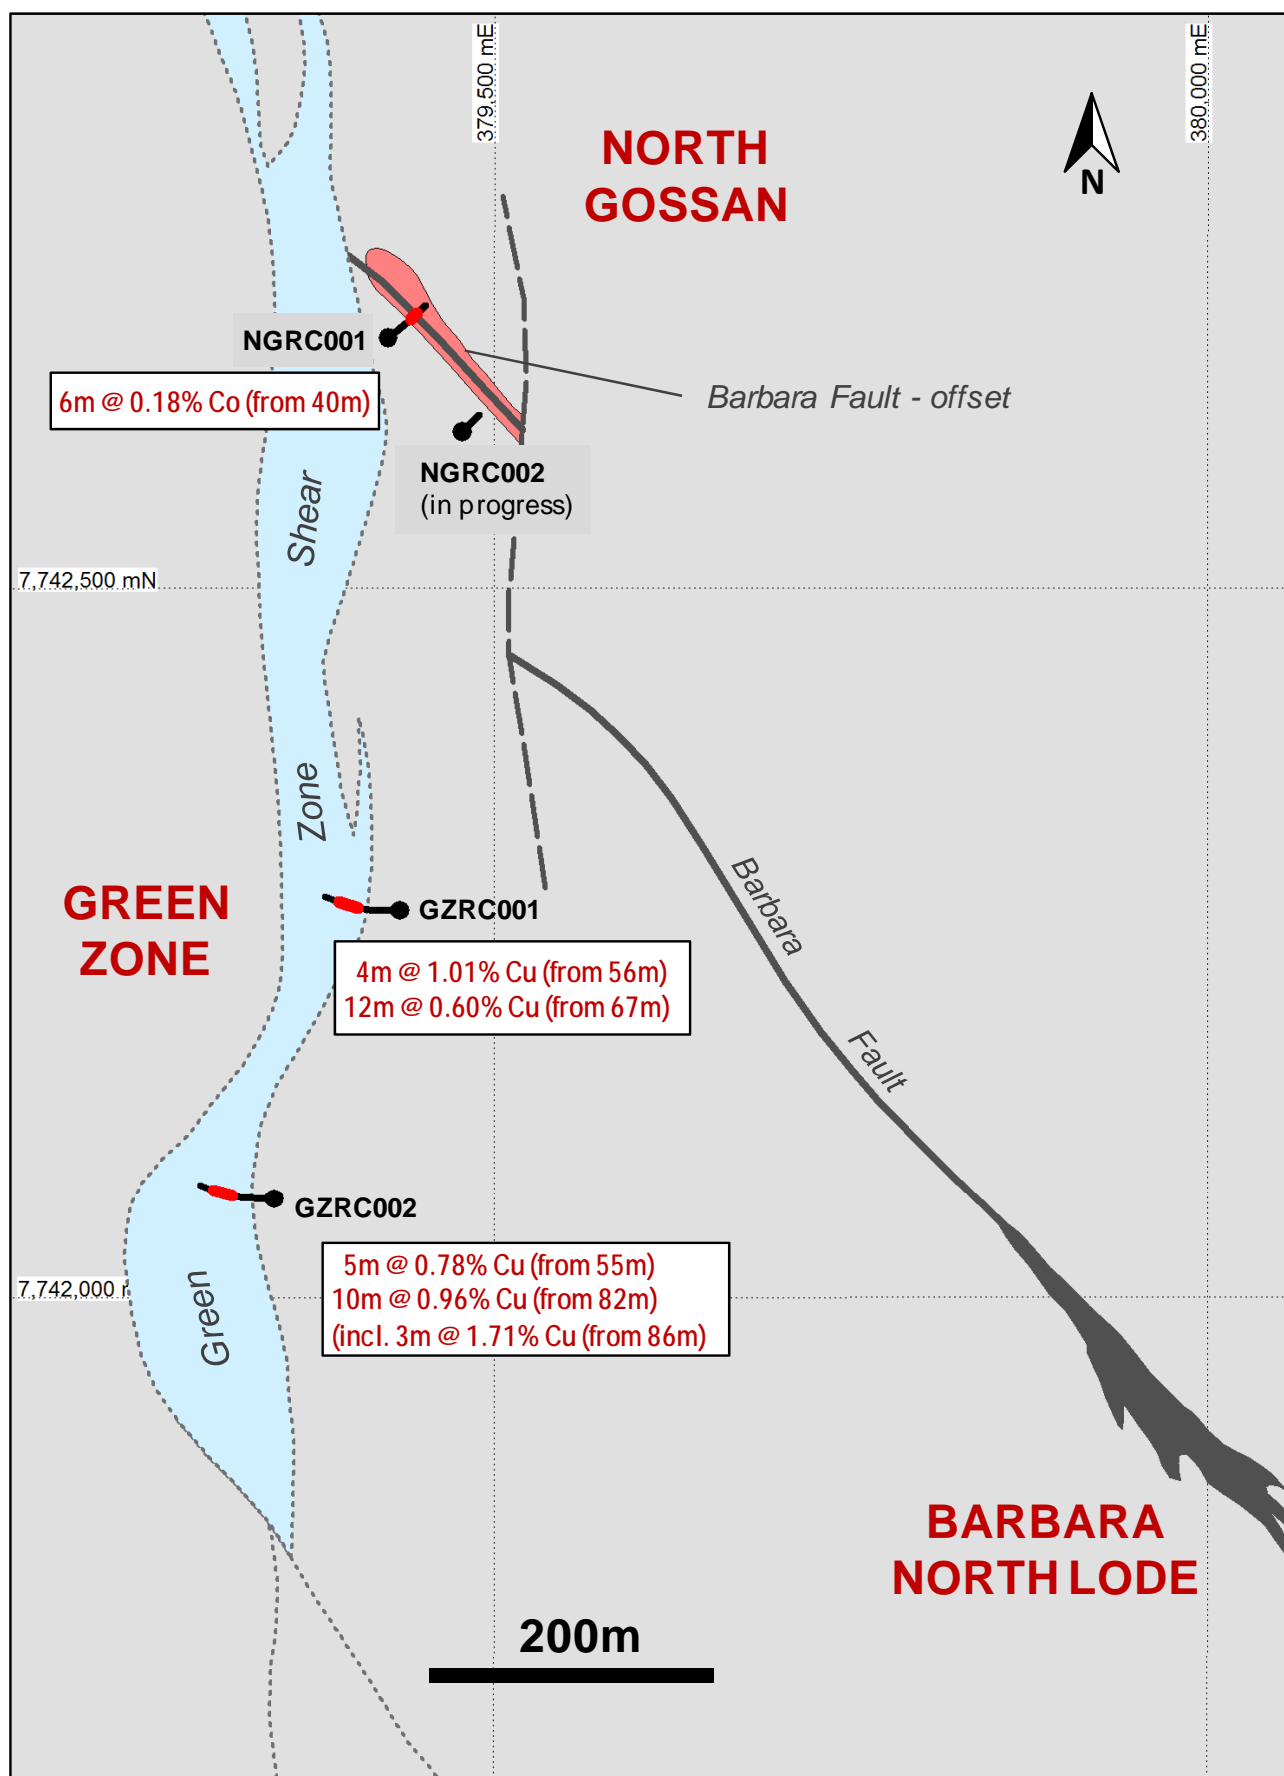 379,500 mE
380,000 mE
NORTH
GOSSAN
N
NGRC001
6m @ 0.18% Co (from 40m)
Barbara Fault - offset
NGRC002
(in progress)
Shear
7,742,500 mN
Zone
Barbara
GREEN
ZONE
GZRC001
4m @ 1.01% Cu (from 56m)
12m @ 0.60% Cu (from 67m)
Fault
GZRC002
5m @ 0.78% Cu (from 55m)
10m @ 0.96% Cu (from 82m)
(incl. 3m @ 1.71% Cu (from 86m)
7,742,000
Green
BARBARA
NORTH LODE
200m